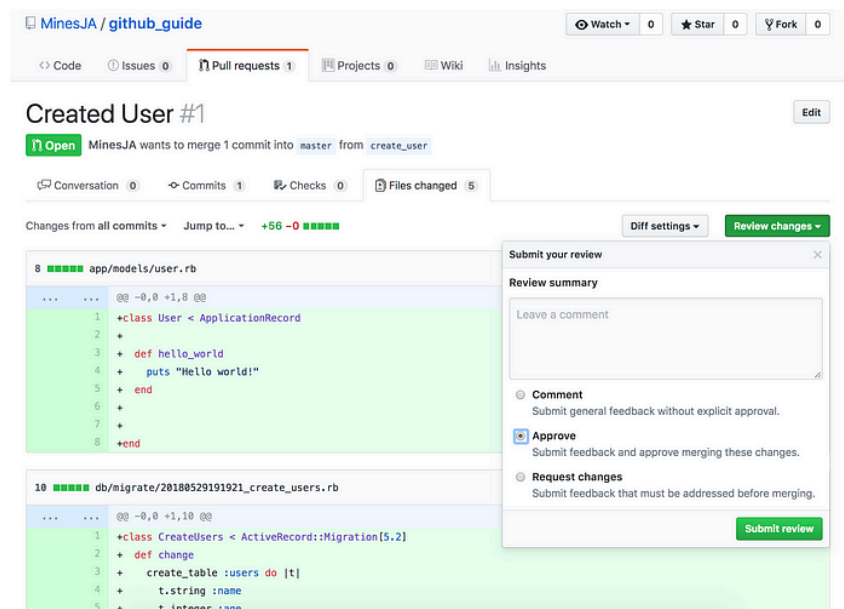 MinesJA / github_guide
Watch 0 Star 0 Fork 0
<> Code Issues 0 Pull requests 1 Projects 0 Wiki Insights
Created User #1
Edit
Open MinesJA wants to merge 1 commit into master from create_user
Conversation 0 Commits 1 Checks 0 Files changed 5
Changes from all commits Jump to... +56 −0
Diff settings Review changes
8 app/models/user.rb
... ... @@ -0,0 +1,8 @@
1 +class User < ApplicationRecord
2 +
3 + def hello_world
4 + puts "Hello world!"
5 + end
6 +
7 +
8 +end
Submit your review
Review summary
Leave a comment
Comment
Submit general feedback without explicit approval.
Approve
Submit feedback and approve merging these changes.
Request changes
Submit feedback that must be addressed before merging.
Submit review
10 db/migrate/20180529191921_create_users.rb
... ... @@ -0,0 +1,10 @@
1 +class CreateUsers < ActiveRecord::Migration[5.2]
2 + def change
3 + create_table :users do |t|
4 + t.string :name
5 + t.integer :age